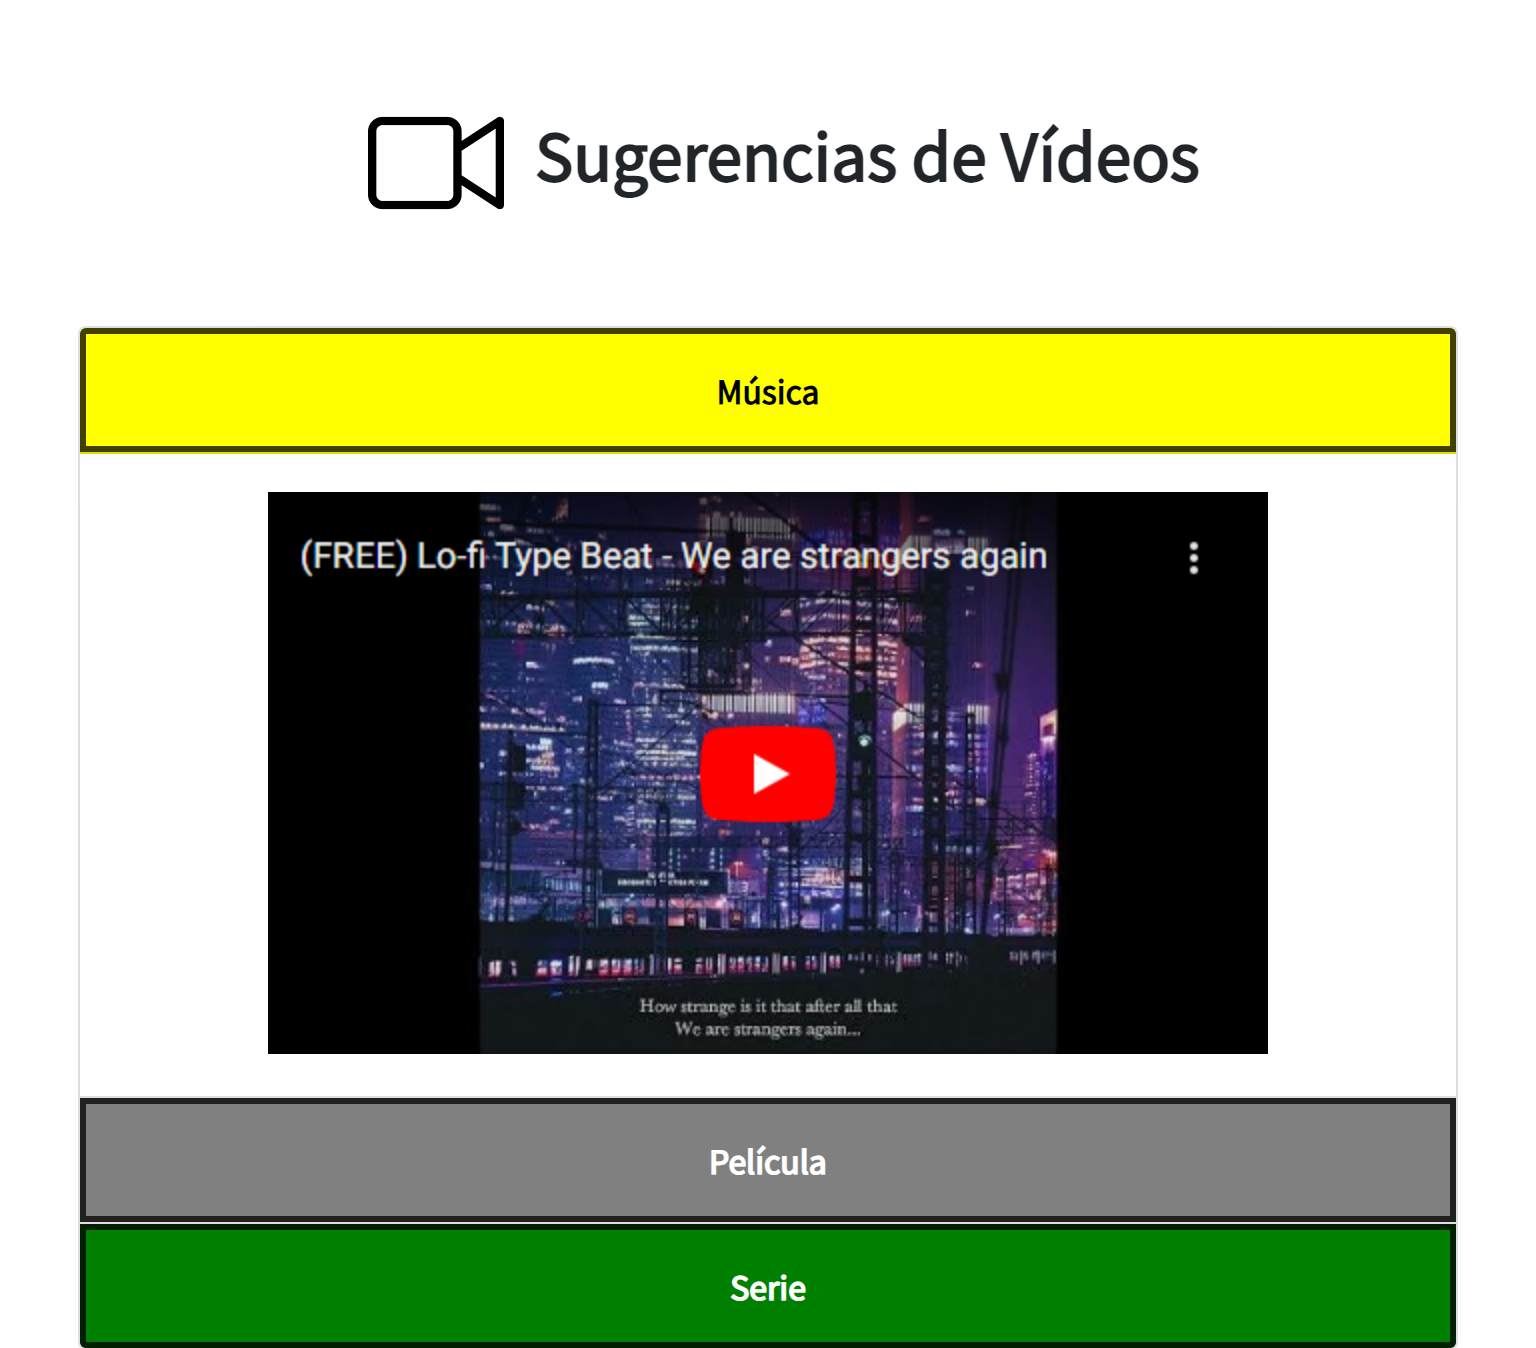 Sugerencias de Vídeos
Música
(FREE) Lo-fi Type Beat - We are strangers again
How strange is it that after all that
We are strangers again...
Película
Serie